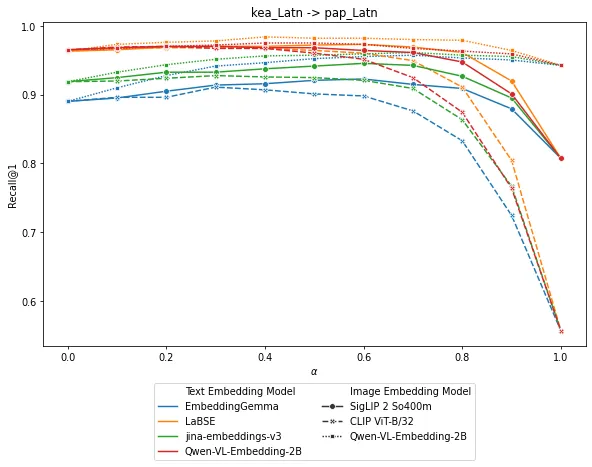 kea_Latn -> pap_Latn
1.0
0.9
0.8
0.7
0.6
Recall@1
0.0 0.2 0.4 0.6 0.8 1.0
α
Text Embedding Model Image Embedding Model
EmbeddingGemma SigLIP 2 So400m
LaBSE CLIP ViT-B/32
jina-embeddings-v3 Qwen-VL-Embedding-2B
Qwen-VL-Embedding-2B